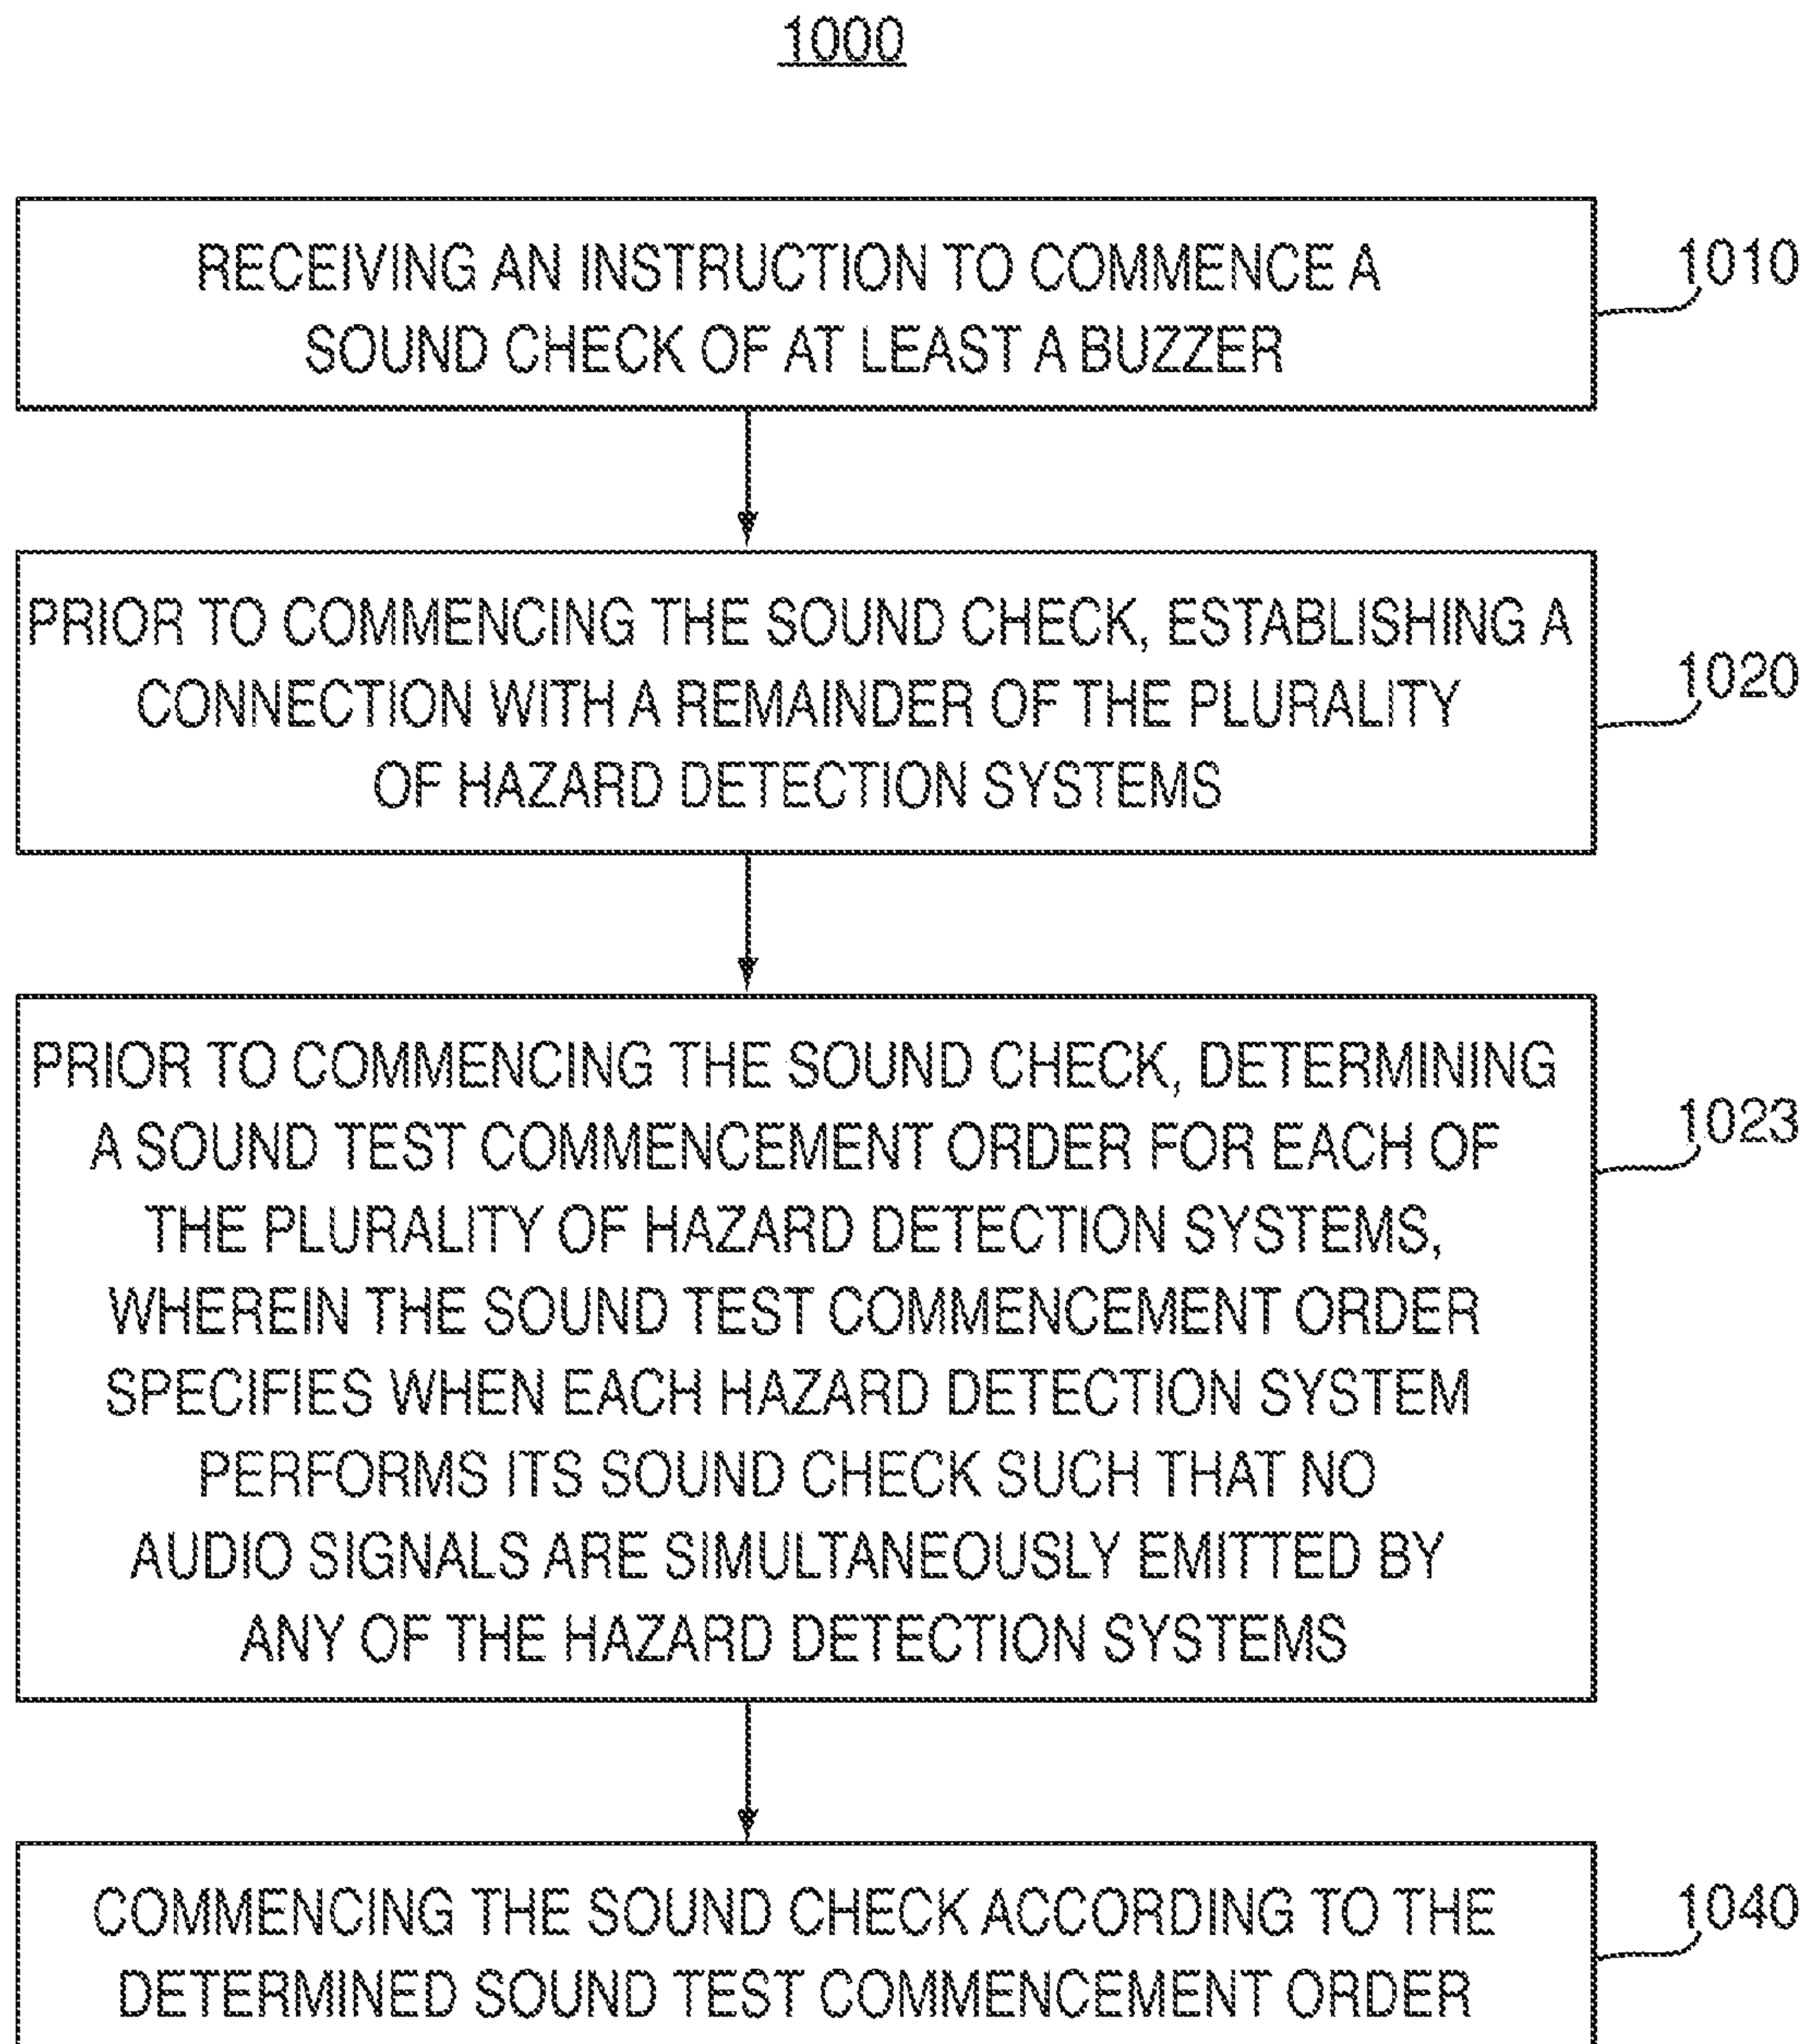 1000
RECEIVING AN INSTRUCTION TO COMMENCE A
SOUND CHECK OF AT LEAST A BUZZER
1010
PRIOR TO COMMENCING THE SOUND CHECK, ESTABLISHING A
CONNECTION WITH A REMAINDER OF THE PLURALITY
OF HAZARD DETECTION SYSTEMS
1020
PRIOR TO COMMENCING THE SOUND CHECK, DETERMINING
A SOUND TEST COMMENCEMENT ORDER FOR EACH OF
THE PLURALITY OF HAZARD DETECTION SYSTEMS,
WHEREIN THE SOUND TEST COMMENCEMENT ORDER
SPECIFIES WHEN EACH HAZARD DETECTION SYSTEM
PERFORMS ITS SOUND CHECK SUCH THAT NO
AUDIO SIGNALS ARE SIMULTANEOUSLY EMITTED BY
ANY OF THE HAZARD DETECTION SYSTEMS
1023
COMMENCING THE SOUND CHECK ACCORDING TO THE
DETERMINED SOUND TEST COMMENCEMENT ORDER
1040